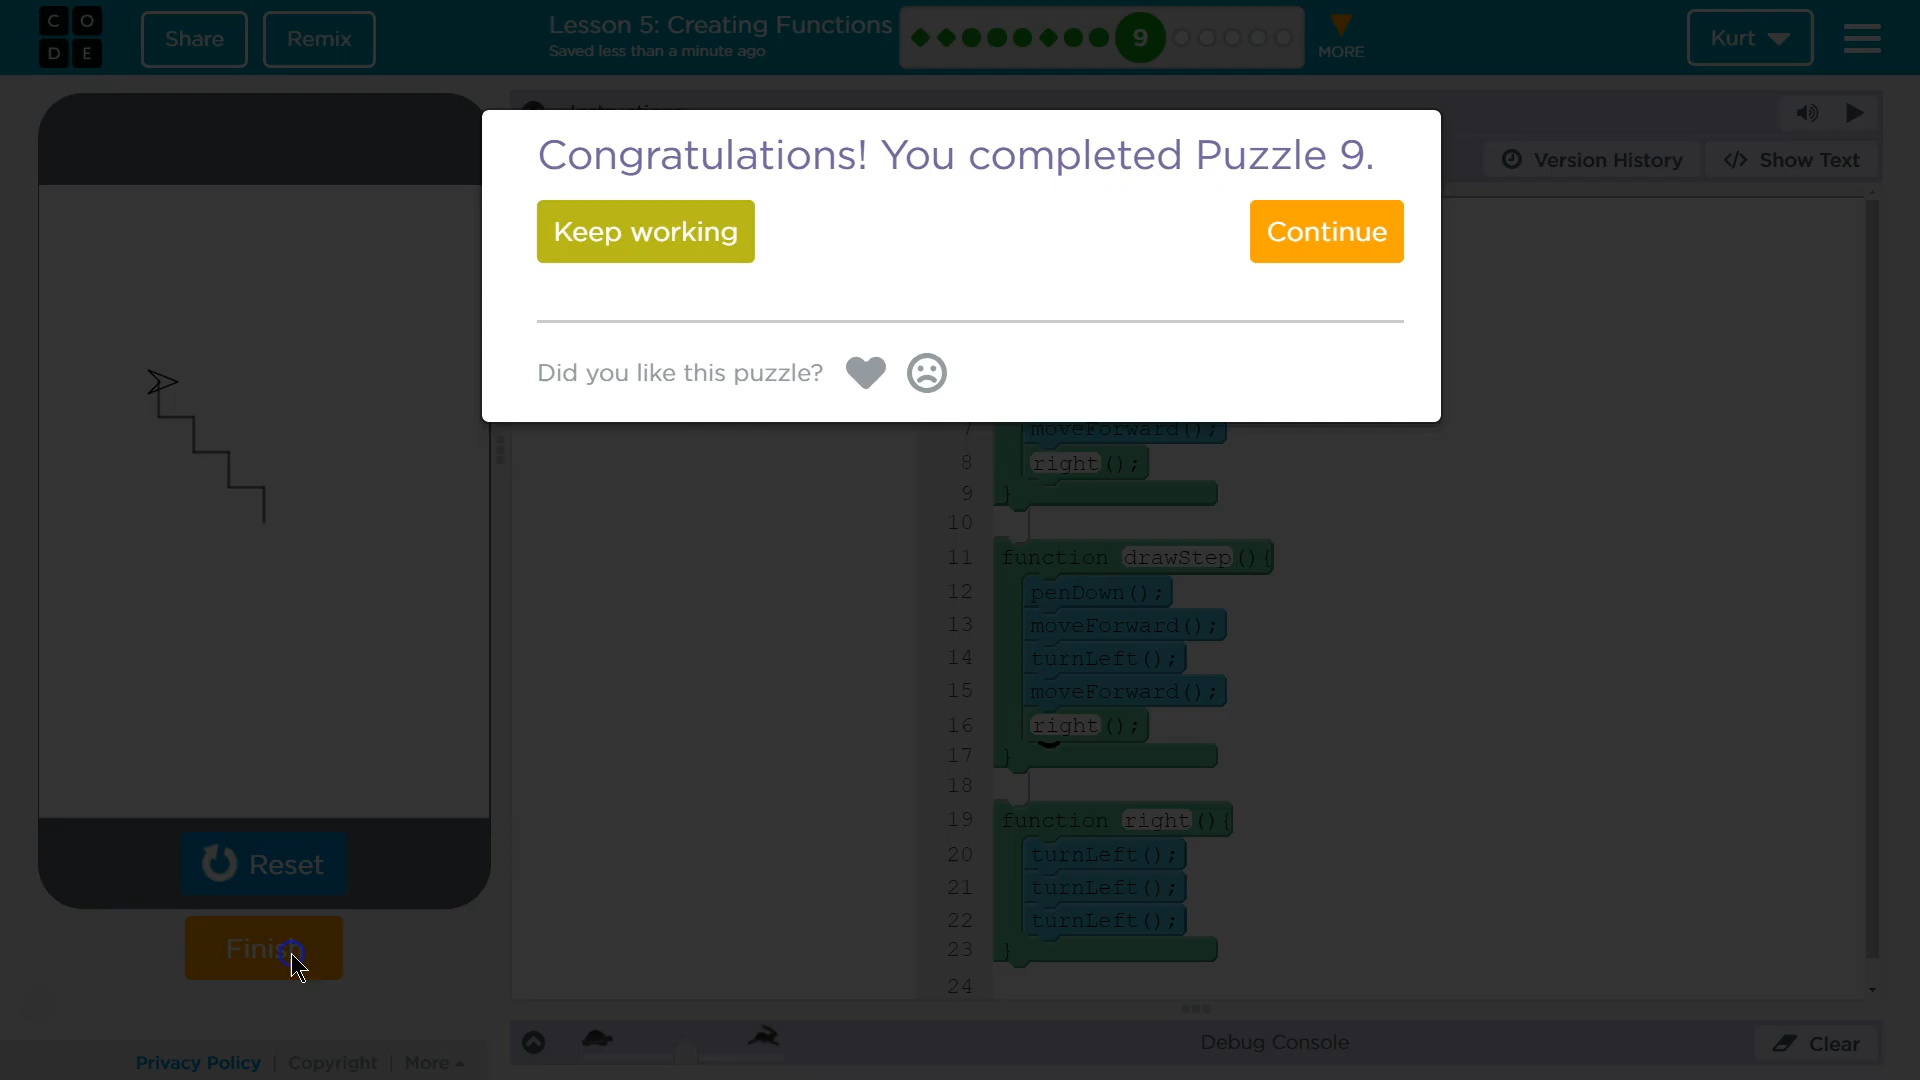 C O
D E
Share
Remix
Lesson 5: Creating Functions
Saved less than a minute ago
9
MORE
Kurt
Version History
</> Show Text
Congratulations! You completed Puzzle 9.
Keep working
Continue
Did you like this puzzle?
7 moveForward();
8 right();
9 }
10
11 function drawStep(){
12 penDown();
13 moveForward();
14 turnLeft();
15 moveForward();
16 right();
17 }
18
19 function right(){
20 turnLeft();
21 turnLeft();
22 turnLeft();
23 }
24
Reset
Finish
Debug Console
Clear
Privacy Policy | Copyright | More